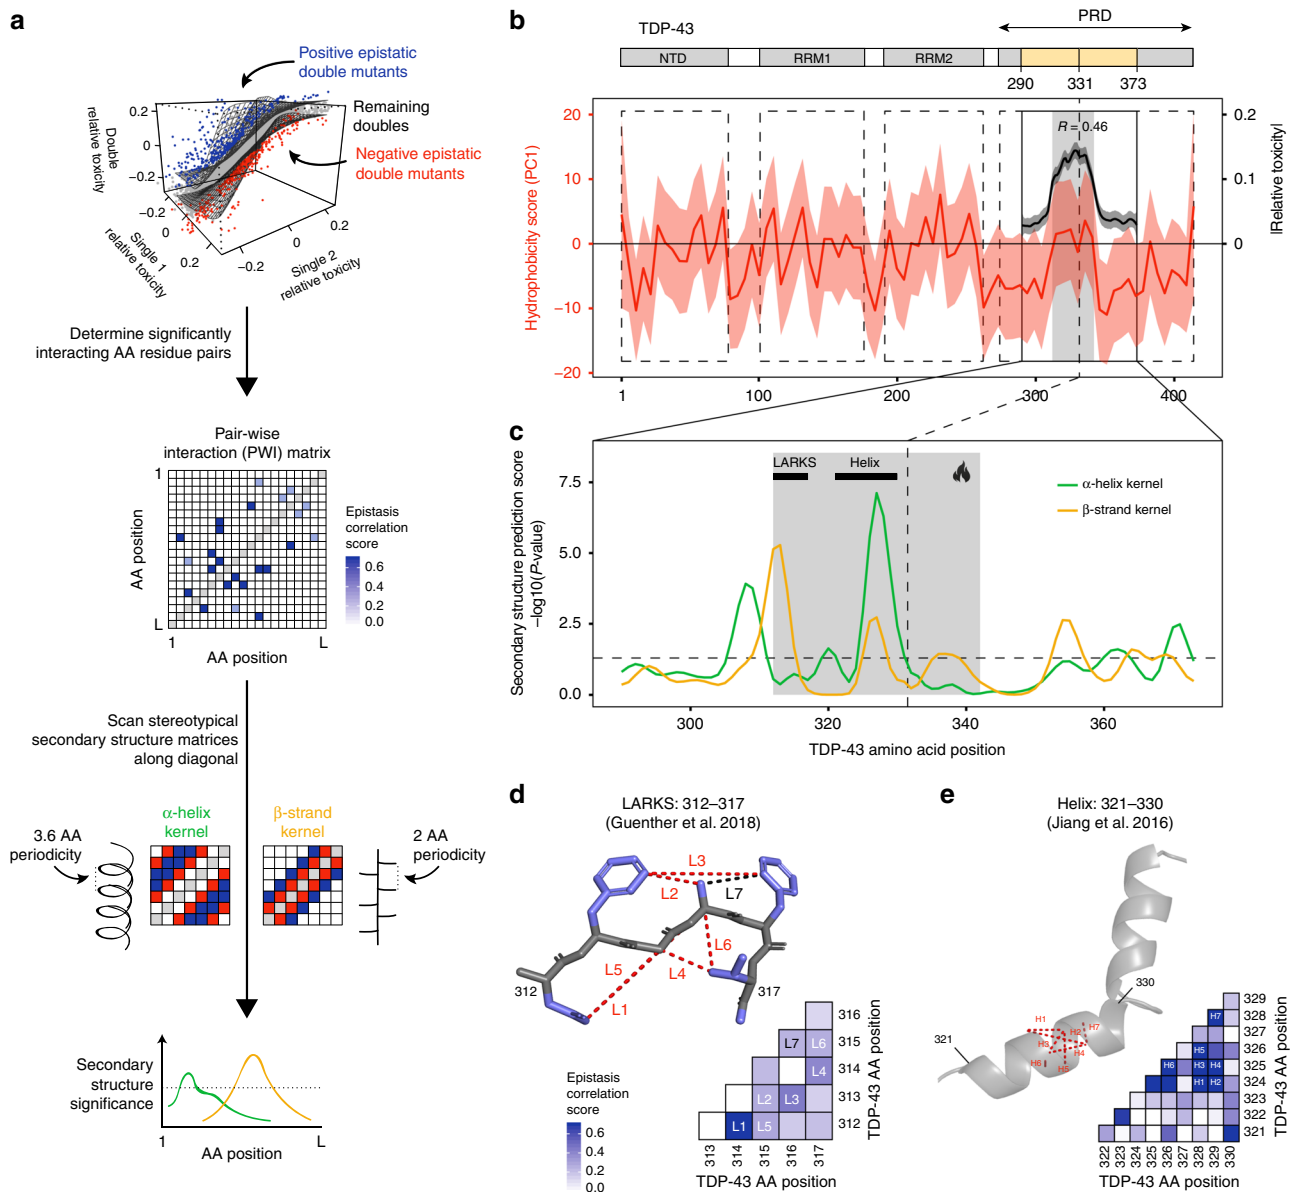 a
Positive epistatic
double mutants
Remaining
doubles
Negative epistatic
double mutants
Double
relative toxicity
0.2
0
−0.2
−0.2
0
0.2
Single 1
relative toxicity
−0.2
0
0.2
Single 2
relative toxicity
Determine significantly
interacting AA residue pairs
Pair-wise
interaction (PWI) matrix
1
L
AA position
1
L
AA position
Epistasis
correlation
score
0.6
0.4
0.2
0.0
Scan stereotypical
secondary structure matrices
along diagonal
3.6 AA
periodicity
α-helix
kernel
β-strand
kernel
2 AA
periodicity
Secondary
structure
significance
1
L
AA position
b
TDP-43
PRD
NTD
RRM1
RRM2
290
331
373
Hydrophobicity score (PC1)
20
10
0
−10
−20
R = 0.46
0.2
0.1
0
|Relative toxicity|
1
100
200
300
400
c
Secondary structure prediction score
−log10(P-value)
7.5
5.0
2.5
0.0
LARKS
Helix
α-helix kernel
β-strand kernel
300
320
340
360
TDP-43 amino acid position
d
LARKS: 312–317
(Guenther et al. 2018)
L3
L2
L7
L6
L5
L4
L1
312
317
Epistasis
correlation
score
0.6
0.4
0.2
0.0
L7
L6
L4
L2
L3
L1
L5
316
315
314
313
312
TDP-43 AA position
313
314
315
316
317
TDP-43 AA position
e
Helix: 321–330
(Jiang et al. 2016)
330
321
H1
H2
H7
H3
H4
H6
H5
H7
H5
H6
H3
H4
H1
H2
329
328
327
326
325
324
323
322
321
TDP-43 AA position
322
323
324
325
326
327
328
329
330
TDP-43 AA position